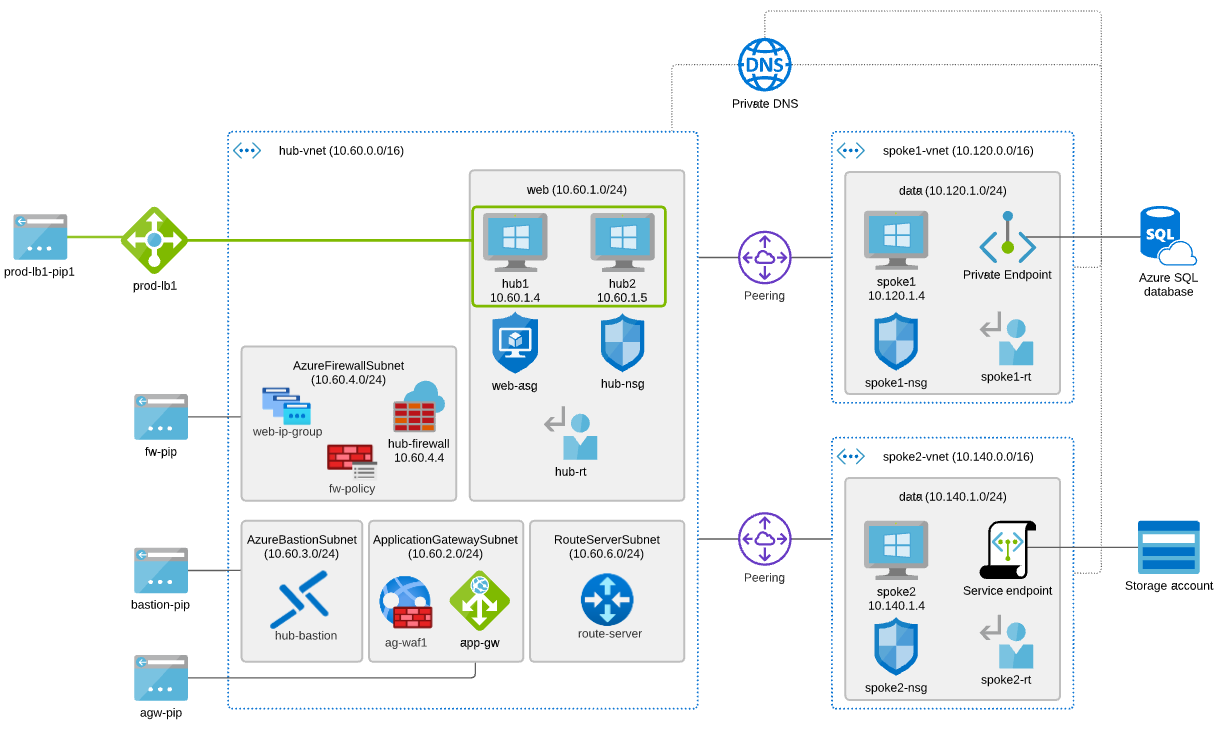 DNS
Private DNS
hub-vnet (10.60.0.0/16)
web (10.60.1.0/24)
hub1
10.60.1.4
hub2
10.60.1.5
web-asg
hub-nsg
hub-rt
prod-lb1-pip1
prod-lb1
AzureFirewallSubnet
(10.60.4.0/24)
web-ip-group
hub-firewall
10.60.4.4
fw-policy
fw-pip
AzureBastionSubnet
(10.60.3.0/24)
hub-bastion
ApplicationGatewaySubnet
(10.60.2.0/24)
ag-waf1
app-gw
RouteServerSubnet
(10.60.6.0/24)
route-server
bastion-pip
agw-pip
Peering
Peering
spoke1-vnet (10.120.0.0/16)
data (10.120.1.0/24)
spoke1
10.120.1.4
Private Endpoint
spoke1-nsg
spoke1-rt
SQL
Azure SQL
database
spoke2-vnet (10.140.0.0/16)
data (10.140.1.0/24)
spoke2
10.140.1.4
Service endpoint
spoke2-nsg
spoke2-rt
Storage account